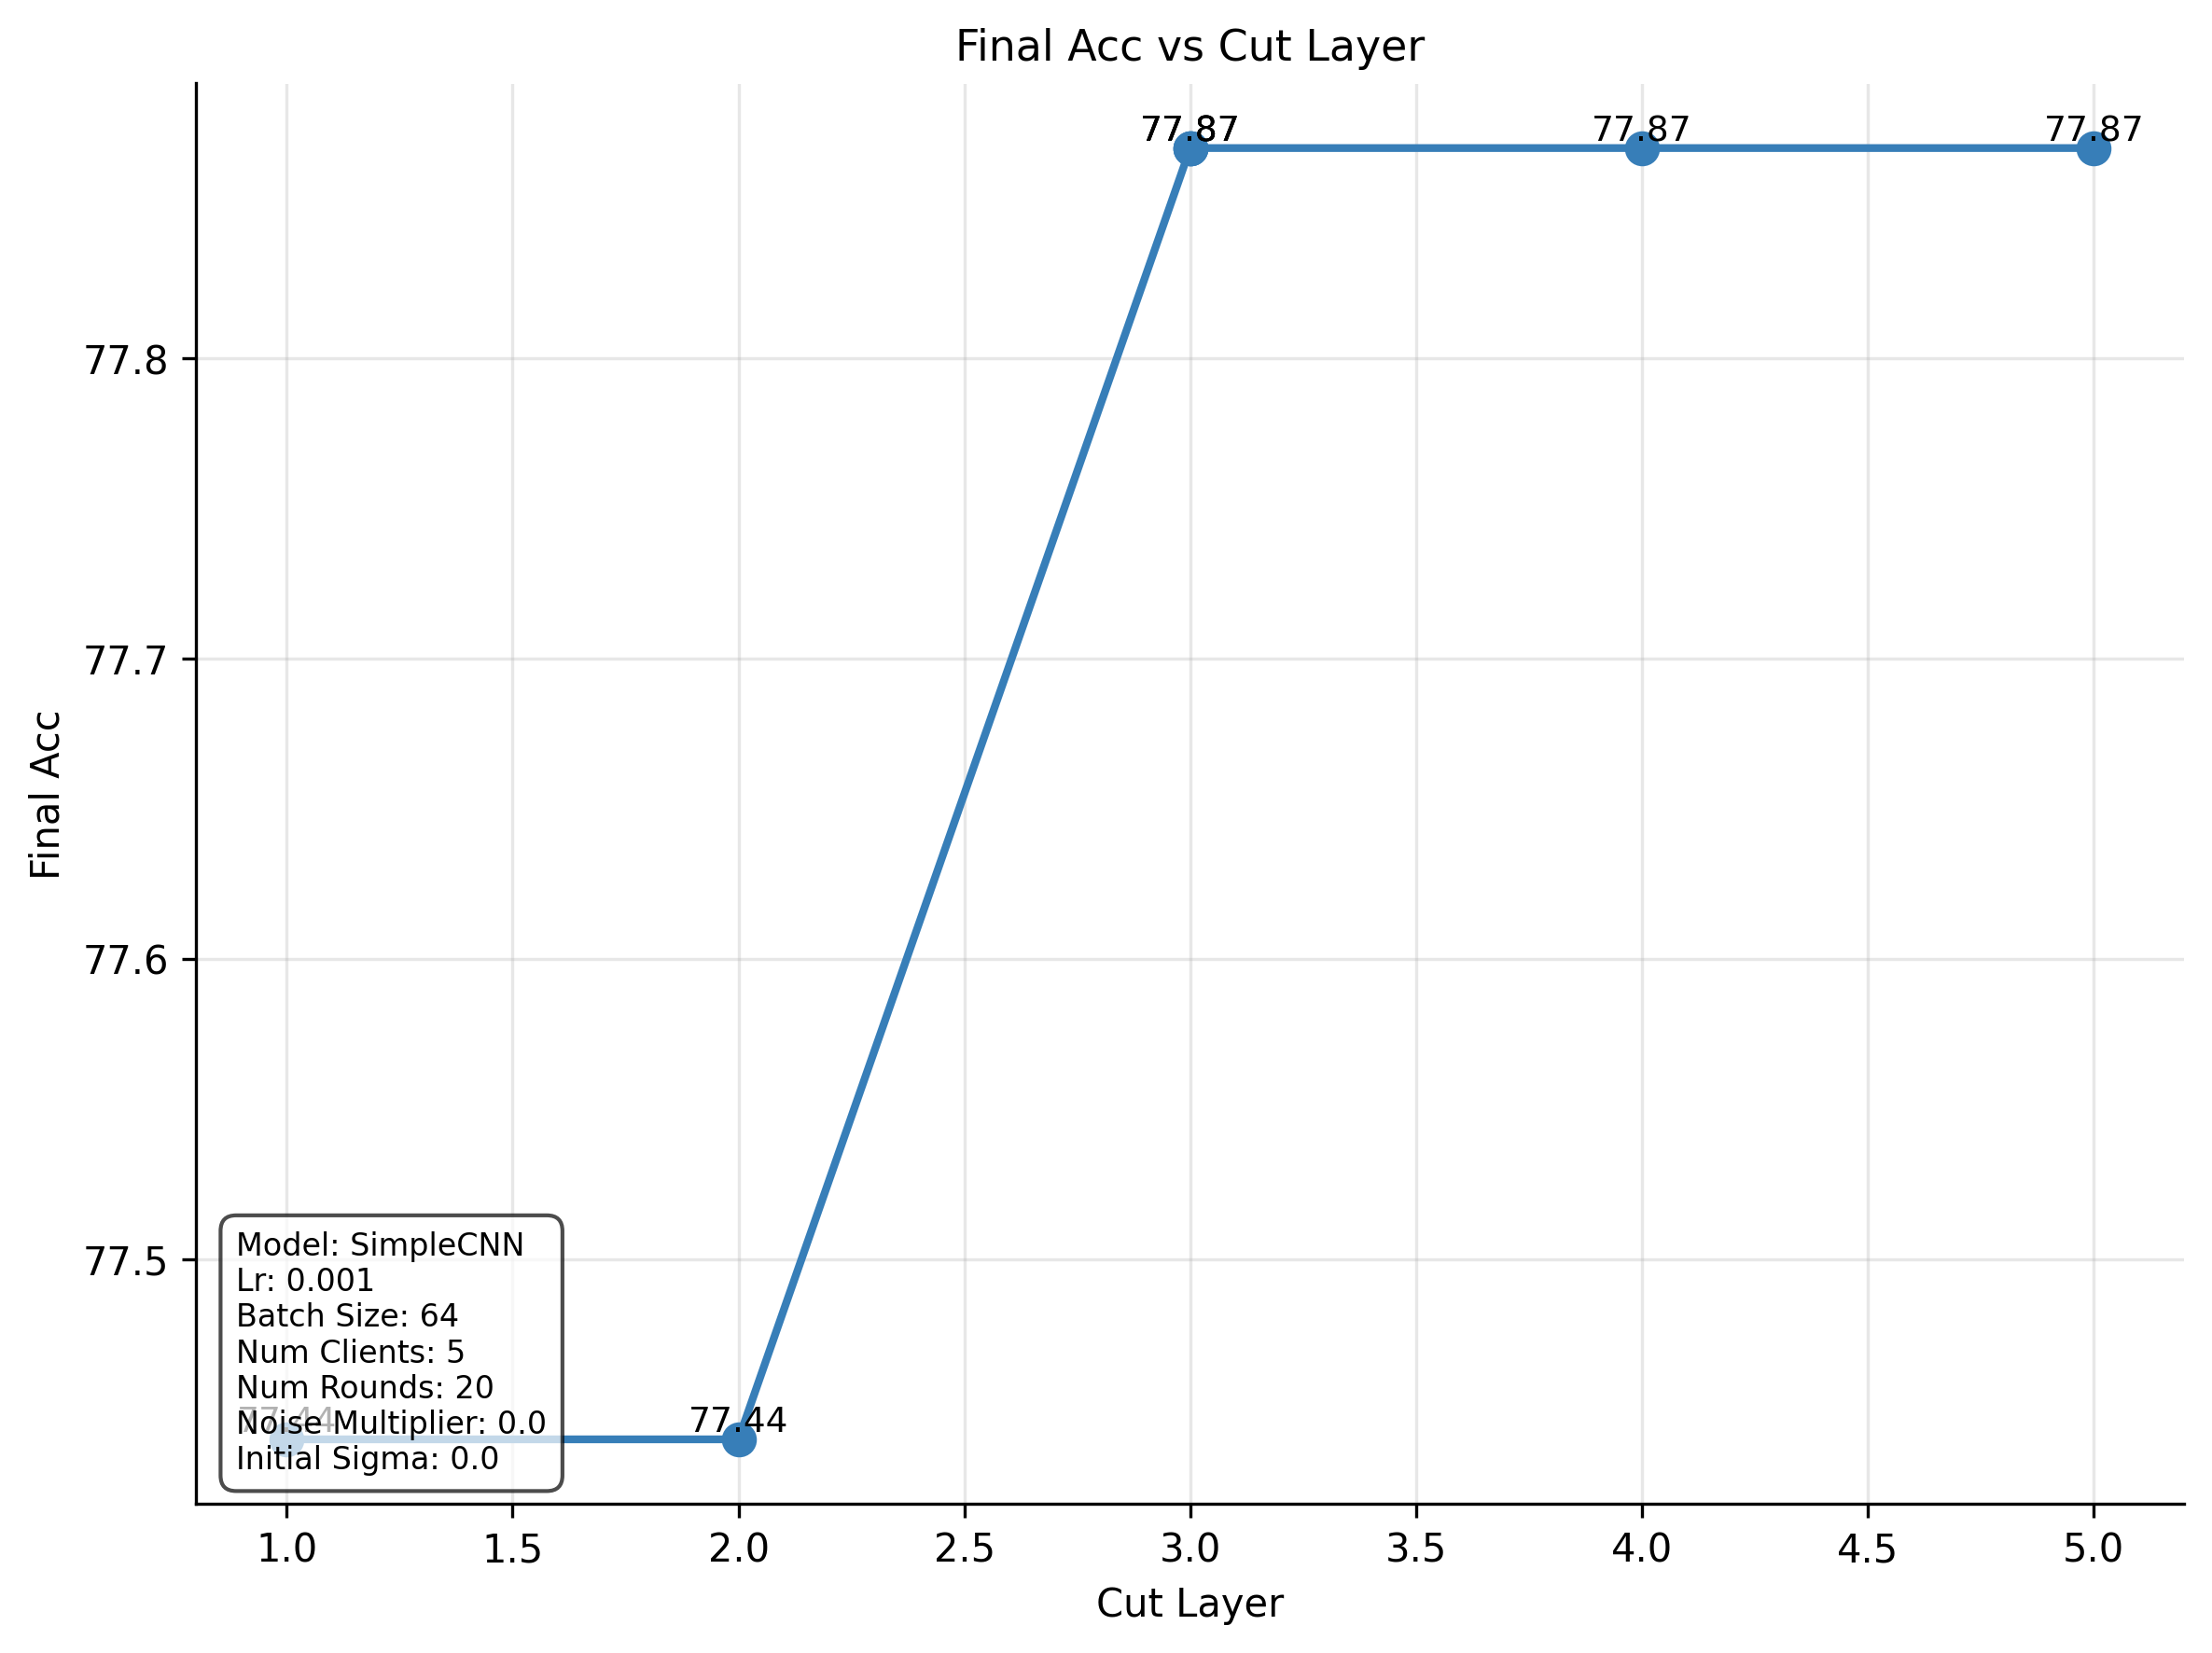 Final Acc vs Cut Layer
77.87
77.87
77.87
77.8
77.7
77.6
77.5
Final Acc
Model: SimpleCNN
Lr: 0.001
Batch Size: 64
Num Clients: 5
Num Rounds: 20
Noise Multiplier: 0.0
Initial Sigma: 0.0
77.44
77.44
1.0
1.5
2.0
2.5
3.0
3.5
4.0
4.5
5.0
Cut Layer